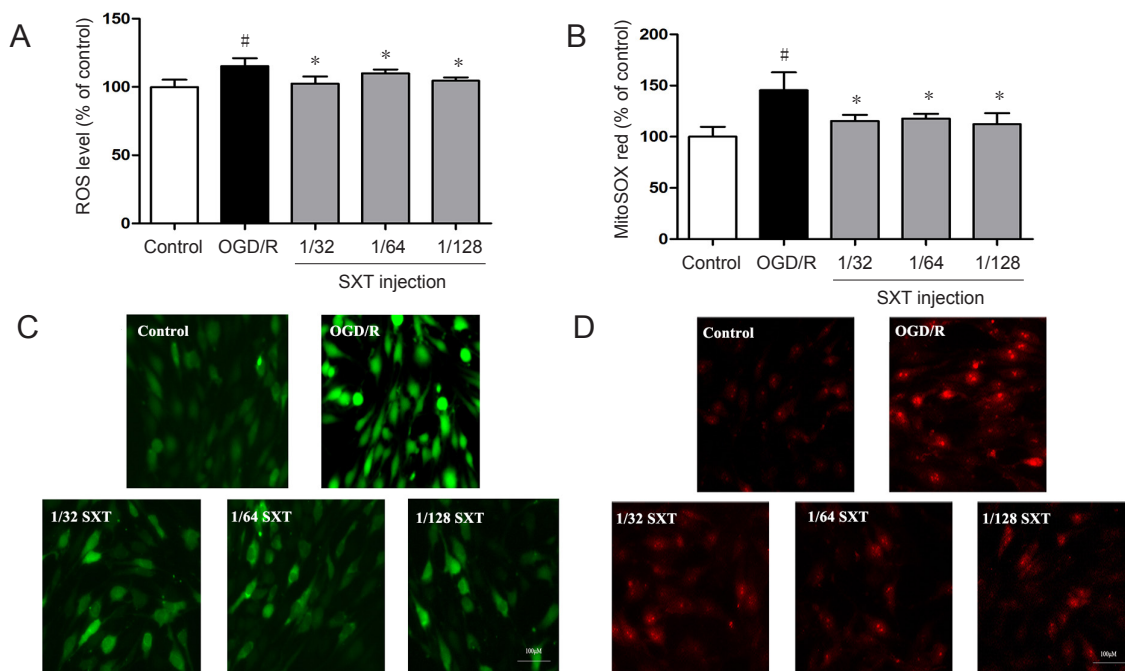 A
ROS level (% of control)
150
100
50
0
#
*
*
*
Control
OGD/R
1/32
1/64
1/128
SXT injection
B
MitoSOX red (% of control)
200
150
100
50
0
#
*
*
*
Control
OGD/R
1/32
1/64
1/128
SXT injection
C
Control
OGD/R
1/32 SXT
1/64 SXT
1/128 SXT
100μM
D
Control
OGD/R
1/32 SXT
1/64 SXT
1/128 SXT
100μM